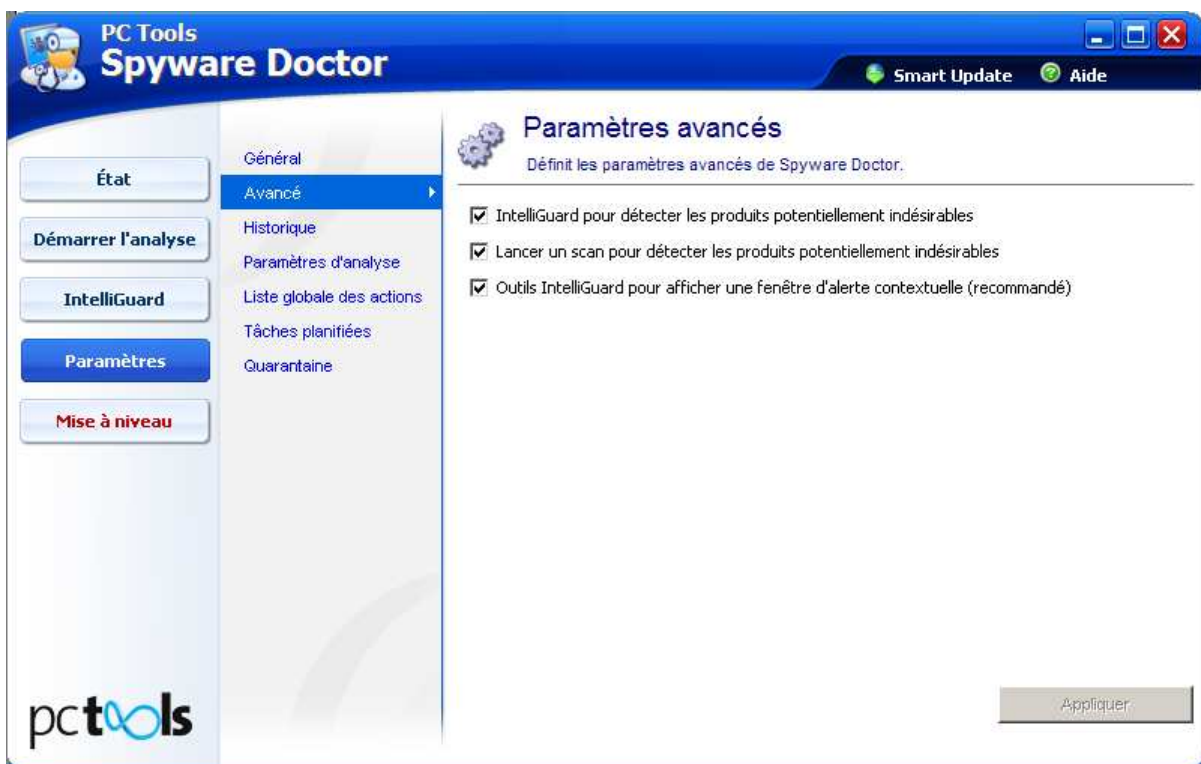 PC Tools
Spyware Doctor
Smart Update
Aide
État
Démarrer l'analyse
IntelliGuard
Paramètres
Mise à niveau
Général
Avancé
Historique
Paramètres d'analyse
Liste globale des actions
Tâches planifiées
Quarantaine
Paramètres avancés
Définit les paramètres avancés de Spyware Doctor.
IntelliGuard pour détecter les produits potentiellement indésirables
Lancer un scan pour détecter les produits potentiellement indésirables
Outils IntelliGuard pour afficher une fenêtre d'alerte contextuelle (recommandé)
Appliquer
pctools